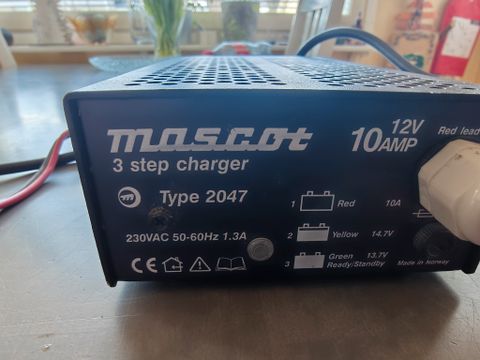 mascot
3 step charger
Type 2047
230VAC 50-60Hz 1.3A
CE
12V
10AMP
Red lead
1 Red 10A
2 Yellow 14.7V
3 Green 13.7V
Ready/Standby
Made in Norway